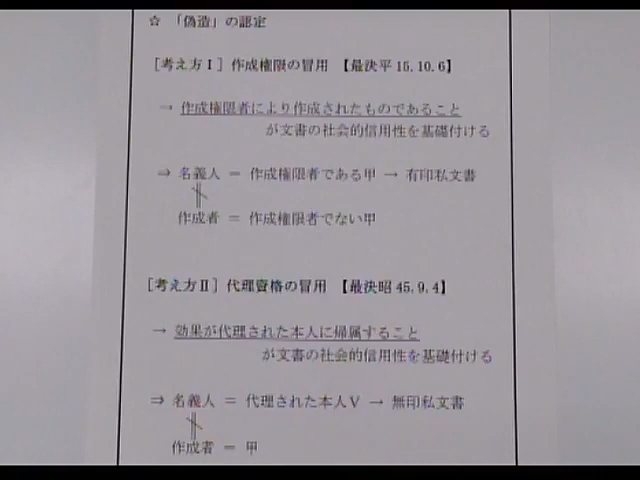 ☆ 「偽造」の認定
［考え方Ⅰ］作成権限の冒用 【最決平15.10.6】
→ 作成権限者により作成されたものであること
が文書の社会的信用性を基礎付ける
⇒ 名義人 ＝ 作成権限者である甲 → 有印私文書
作成者 ＝ 作成権限者でない甲
［考え方Ⅱ］代理資格の冒用 【最決昭45.9.4】
→ 効果が代理された本人に帰属すること
が文書の社会的信用性を基礎付ける
⇒ 名義人 ＝ 代理された本人Ｖ → 無印私文書
作成者 ＝ 甲